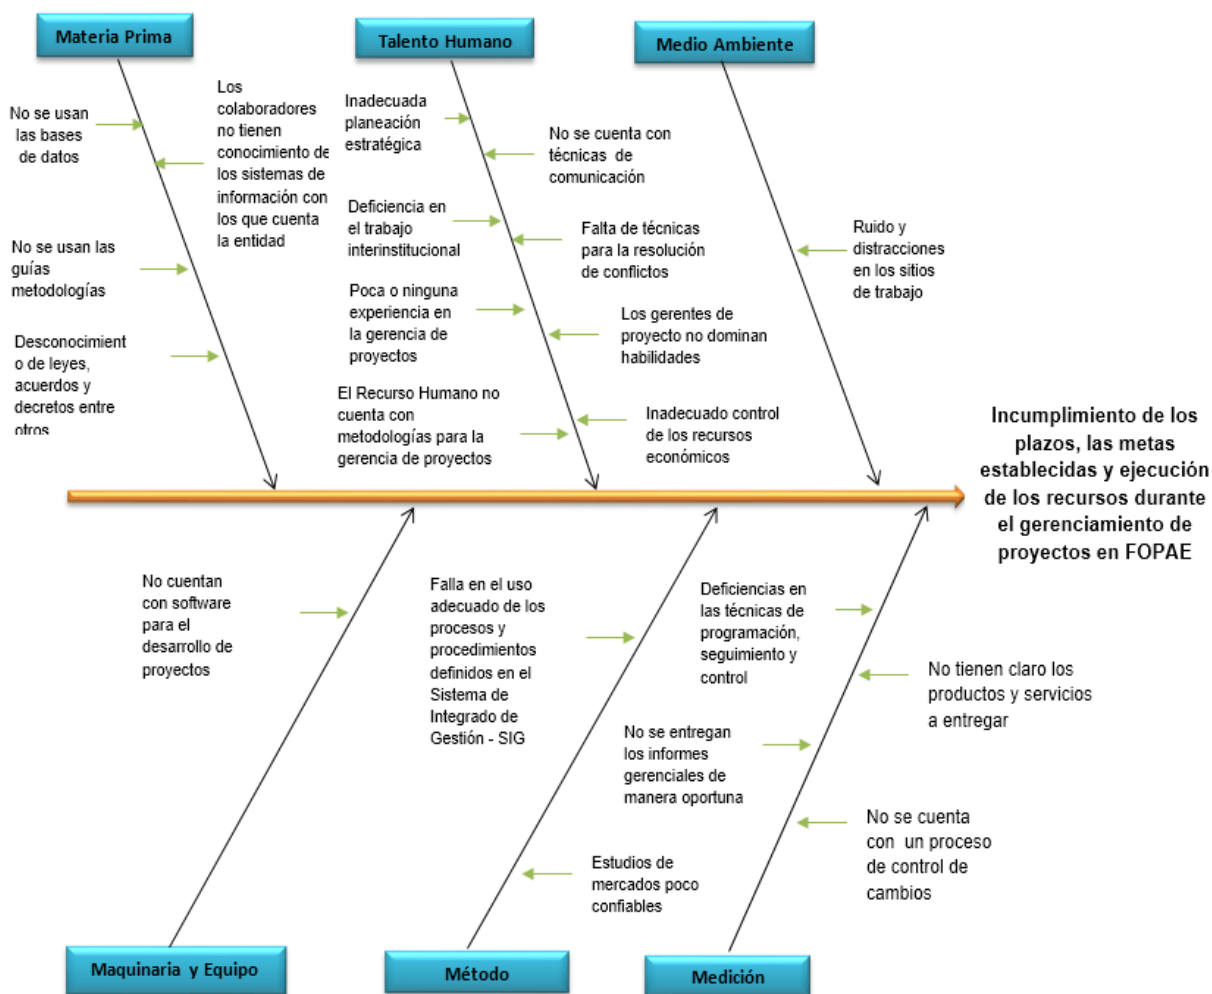 Materia Prima
Talento Humano
Medio Ambiente
No se usan
las bases
de datos
Los
colaboradores
no tienen
conocimiento de
los sistemas de
información con
los que cuenta
la entidad
No se usan las
guías
metodologías
Desconocimient
o de leyes,
acuerdos y
decretos entre
otros
Inadecuada
planeación
estratégica
No se cuenta con
técnicas de
comunicación
Deficiencia en
el trabajo
interinstitucional
Falta de técnicas
para la resolución
de conflictos
Poca o ninguna
experiencia en
la gerencia de
proyectos
Los gerentes de
proyecto no dominan
habilidades
El Recurso Humano no
cuenta con
metodologías para la
gerencia de proyectos
Inadecuado control
de los recursos
económicos
Ruido y
distracciones
en los sitios
de trabajo
Incumplimiento de los
plazos, las metas
establecidas y ejecución
de los recursos durante
el gerenciamiento de
proyectos en FOPAE
No cuentan
con software
para el
desarrollo de
proyectos
Falla en el uso
adecuado de los
procesos y
procedimientos
definidos en el
Sistema de
Integrado de
Gestión - SIG
Estudios de
mercados poco
confiables
Deficiencias en
las técnicas de
programación,
seguimiento y
control
No tienen claro los
productos y servicios
a entregar
No se entregan
los informes
gerenciales de
manera oportuna
No se cuenta
con un proceso
de control de
cambios
Maquinaria y Equipo
Método
Medición